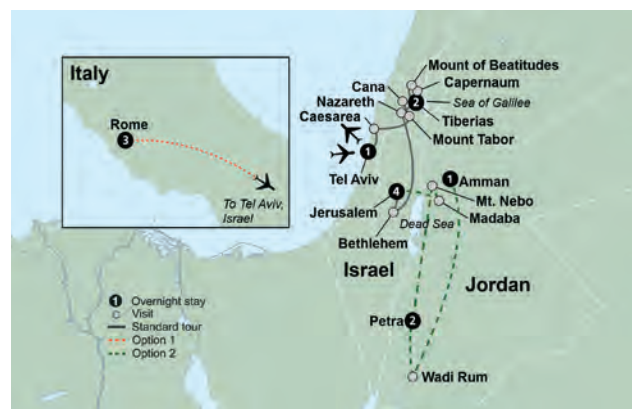 Italy
Rome
3
To Tel Aviv,
Israel
Mount of Beatitudes
Cana
Capernaum
Nazareth
2
Sea of Galilee
Caesarea
Tiberias
Mount Tabor
1
Tel Aviv
1
Amman
4
Mt. Nebo
Jerusalem
Madaba
Dead Sea
Bethlehem
Israel
Jordan
1 Overnight stay
Visit
Standard tour
Option 1
Option 2
Petra
2
Wadi Rum